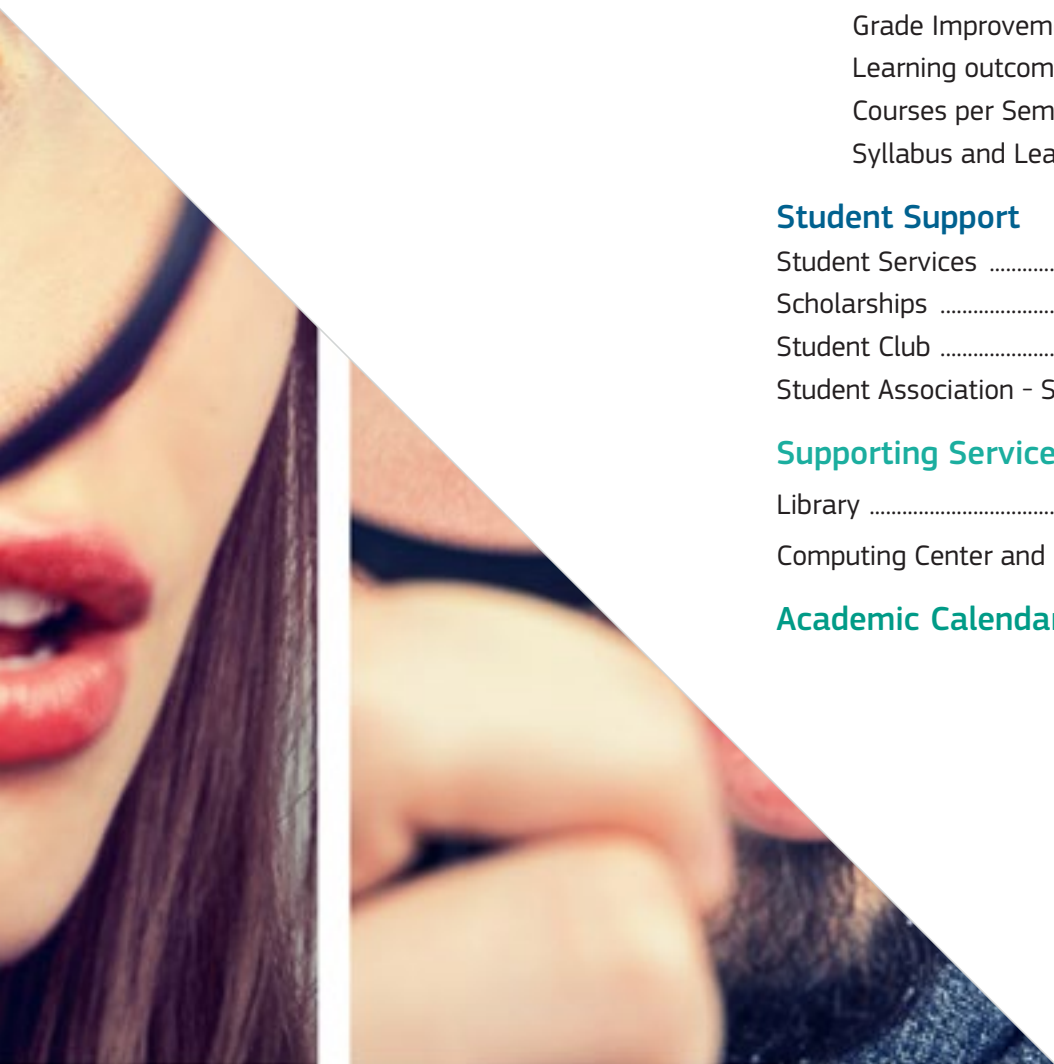 Grade Improvem
Learning outcom
Courses per Sem
Syllabus and Lea
Student Support
Student Services ............
Scholarships .....................
Student Club .....................
Student Association - S
Supporting Service
Library ..................................
Computing Center and
Academic Calendar